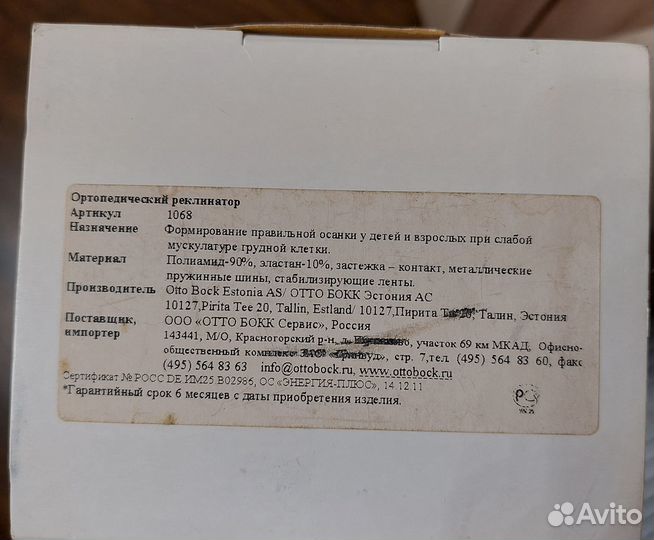 Ортопедический реклинатор
Артикул 1068
Назначение Формирование правильной осанки у детей и взрослых при слабой
мускулатуре грудной клетки.
Материал Полиамид-90%, эластан-10%, застежка – контакт, металлические
пружинные шины, стабилизирующие ленты.
Производитель Otto Bock Estonia AS/ ОТТО БОКК Эстония АС
10127,Pirita Tee 20, Tallin, Estland/ 10127,Пирита Талин, Эстония
Поставщик, ООО «ОТТО БОКК Сервис», Россия
импортер 143441, М/О, Красногорский р-н, д. участок 69 км МКАД, Офисно-
общественный комплекс ЗАО «Гринвуд», стр. 7,тел. (495) 564 83 60, факс
(495) 564 83 63 info@ottobock.ru, www.ottobock.ru
Сертификат № РОСС DE.ИМ25.В02986, ОС «ЭНЕРГИЯ-ПЛЮС», 14.12.11
*Гарантийный срок 6 месяцев с даты приобретения изделия.
Avito